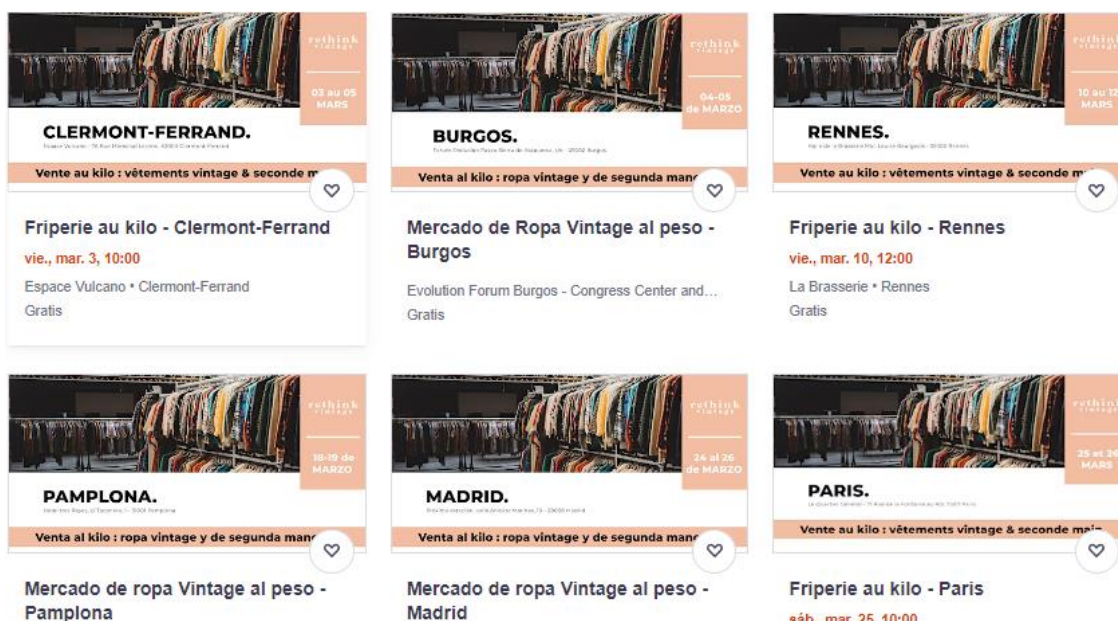 rethink
vintage
03 au 05
MARS
CLERMONT-FERRAND.
Vente au kilo : vêtements vintage & seconde m
Friperie au kilo - Clermont-Ferrand
vie., mar. 3, 10:00
Espace Vulcano • Clermont-Ferrand
Gratis
rethink
vintage
04-05
de MARZO
BURGOS.
Venta al kilo : ropa vintage y de segunda mano
Mercado de Ropa Vintage al peso -
Burgos
Evolution Forum Burgos - Congress Center and...
Gratis
rethink
vintage
10 au 12
MARS
RENNES.
Vente au kilo : vêtements vintage & seconde m
Friperie au kilo - Rennes
vie., mar. 10, 12:00
La Brasserie • Rennes
Gratis
rethink
vintage
18-19 de
MARZO
PAMPLONA.
Venta al kilo : ropa vintage y de segunda mano
Mercado de ropa Vintage al peso -
Pamplona
rethink
vintage
24 al 26
de MARZO
MADRID.
Venta al kilo : ropa vintage y de segunda mano
Mercado de ropa Vintage al peso -
Madrid
rethink
vintage
25 et 26
MARS
PARIS.
Vente au kilo : vêtements vintage & seconde main
Friperie au kilo - Paris
sáb., mar. 25, 10:00